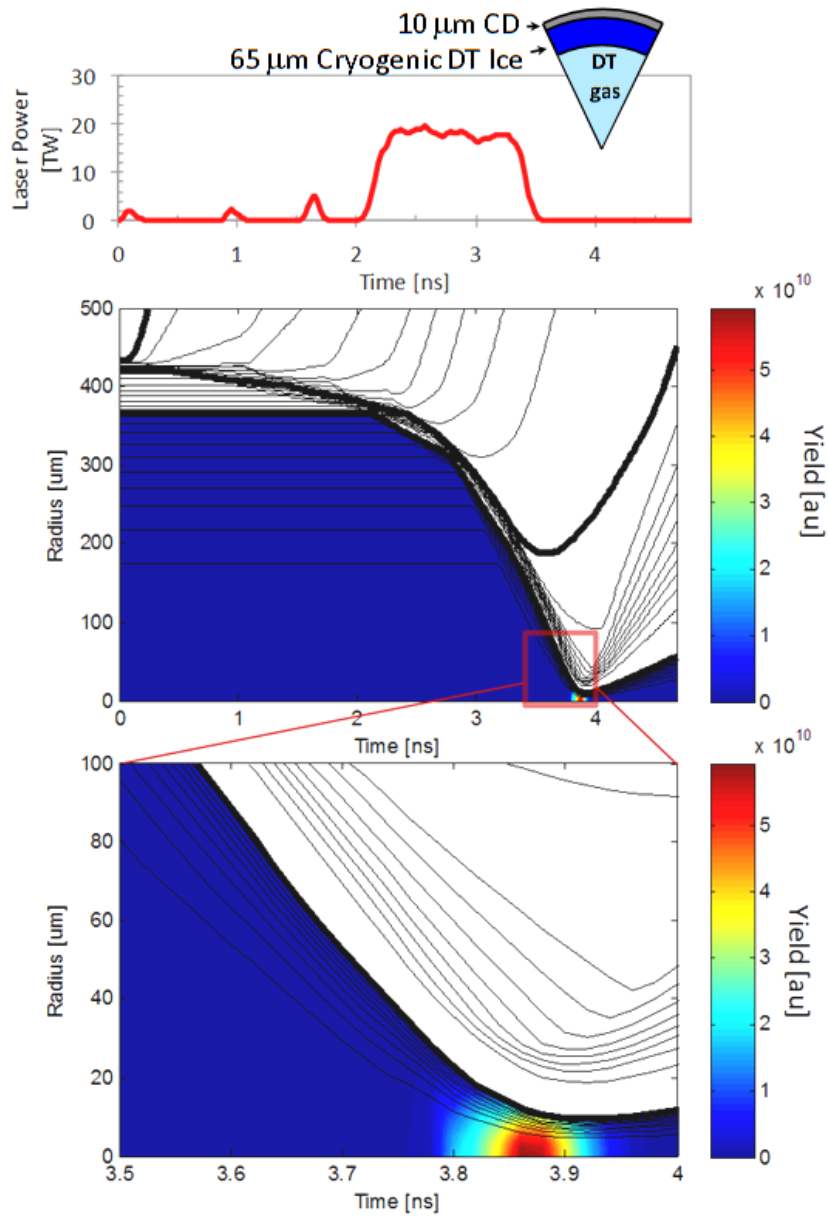 10 μm CD
65 μm Cryogenic DT Ice
DT
gas
Laser Power
[TW]
30
20
10
0
0
1
2
3
4
Time [ns]
500
400
300
200
100
0
Radius [um]
0
1
2
3
4
Time [ns]
x 10^10
5
4
3
2
1
0
Yield [au]
100
80
60
40
20
0
Radius [um]
3.5
3.6
3.7
3.8
3.9
4
Time [ns]
x 10^10
5
4
3
2
1
0
Yield [au]